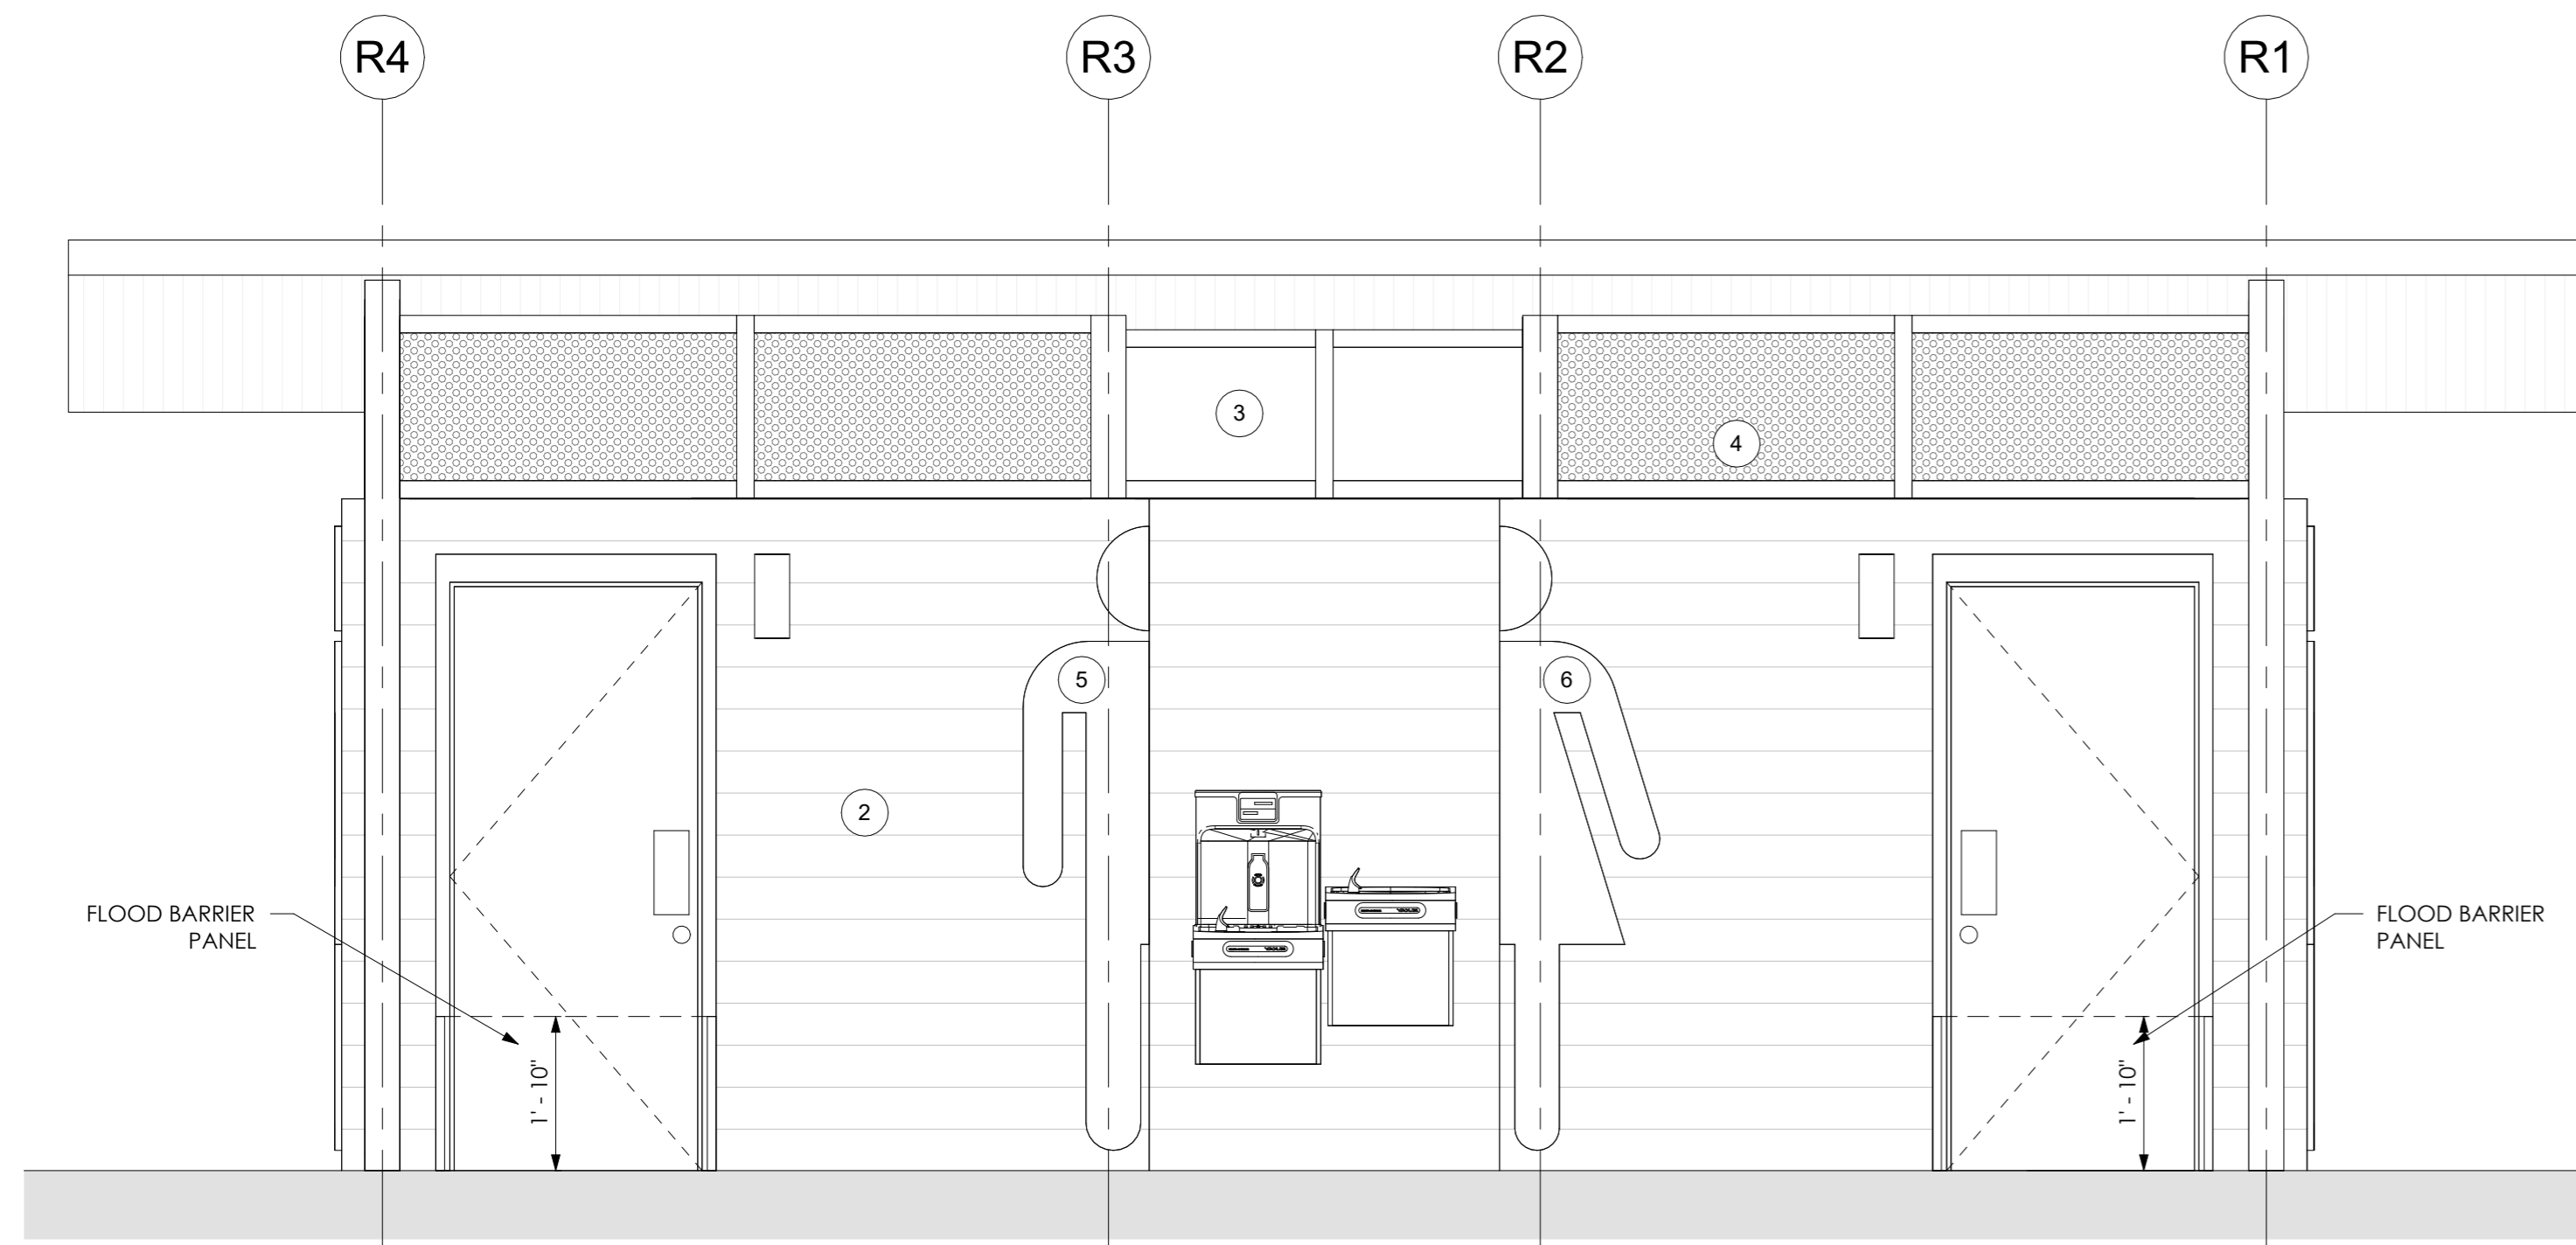 R4 R3 R2 R1
3
4
5 6
2
FLOOD BARRIER
PANEL
FLOOD BARRIER
PANEL
1' - 10"
1' - 10"